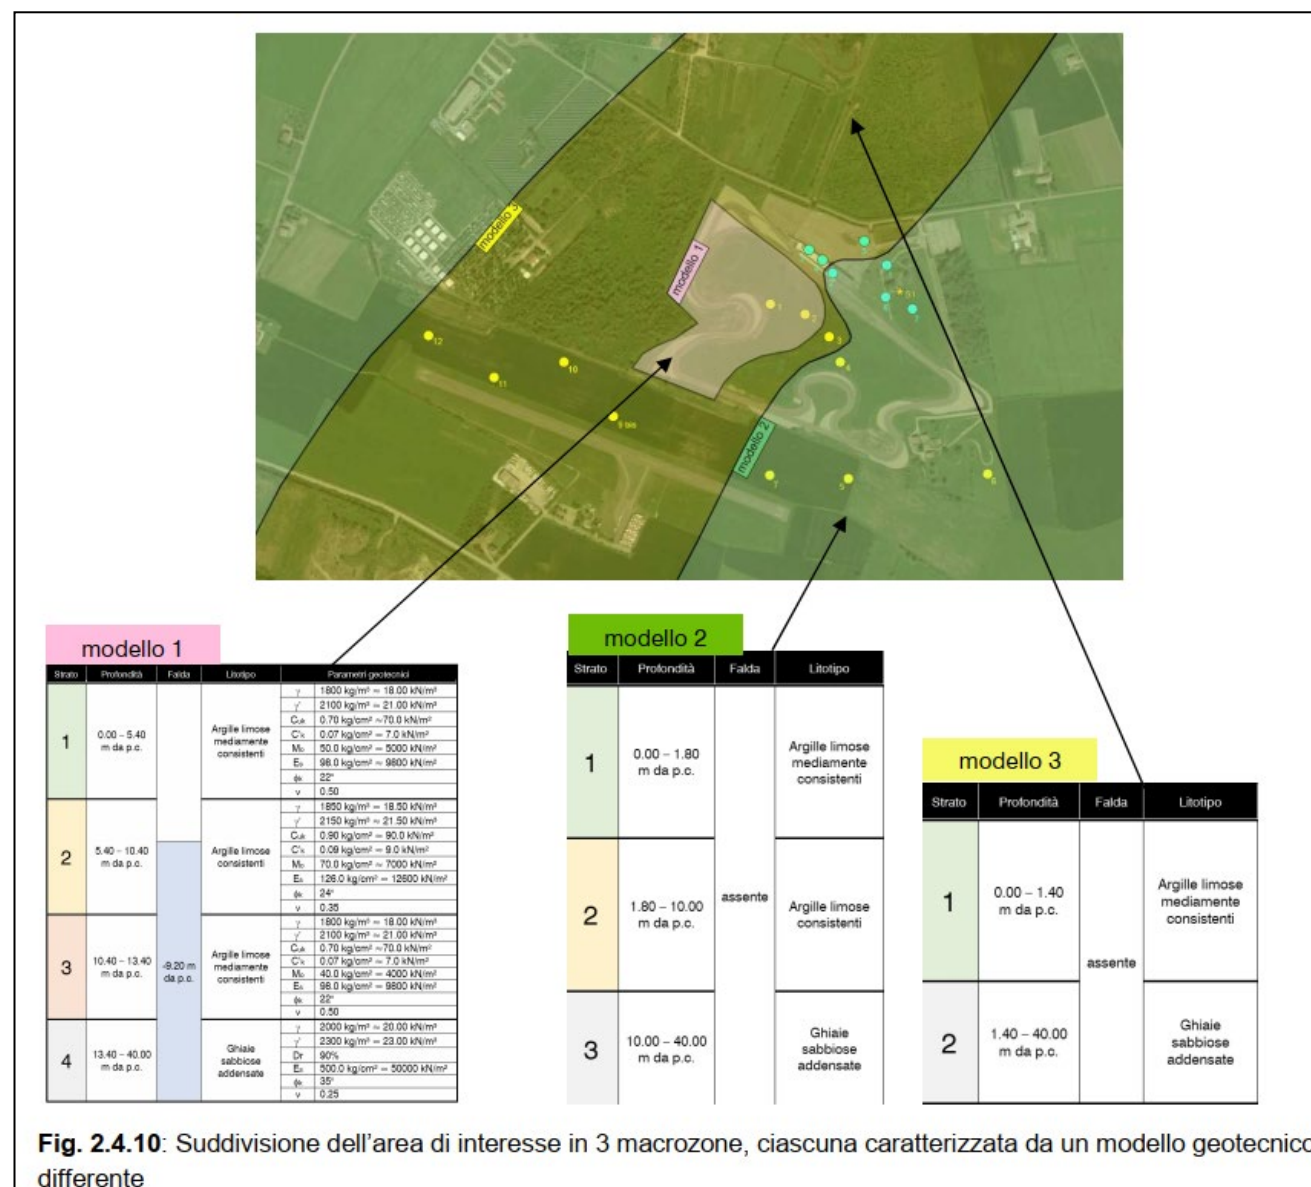 modello 3
modello 1
modello 2
1
2
3
4
5
6
7
9 bis
10
11
12
S1
modello 1
Strato Profondità Falda Litotipo Parametri geotecnici
1
0.00 – 5.40
m da p.c.
Argille limose
mediamente
consistenti
γ 1800 kg/m³ ≈ 18.00 kN/m³
γ' 2100 kg/m³ ≈ 21.00 kN/m³
Cuk 0.70 kg/cm² ≈70.0 kN/m²
C'k 0.07 kg/cm² ≈ 7.0 kN/m²
50.0 kg/cm² ≈ 5000 kN/m²
98.0 kg/cm² ≈ 9800 kN/m²
ϕk 22°
ν 0.50
2
5.40 – 10.40
m da p.c.
Argille limose
consistenti
γ 1850 kg/m³ ≈ 18.50 kN/m³
γ' 2150 kg/m³ ≈ 21.50 kN/m³
Cuk 0.90 kg/cm² ≈ 90.0 kN/m²
C'k 0.09 kg/cm² ≈ 9.0 kN/m²
70.0 kg/cm² ≈ 7000 kN/m²
126.0 kg/cm² ≈ 12600 kN/m²
ϕk 24°
ν 0.35
3
10.40 – 13.40
m da p.c.
-9.20 m
da p.c.
Argille limose
mediamente
consistenti
γ 1800 kg/m³ ≈ 18.00 kN/m³
γ' 2100 kg/m³ ≈ 21.00 kN/m³
Cuk 0.70 kg/cm² ≈70.0 kN/m²
C'k 0.07 kg/cm² ≈ 7.0 kN/m²
40.0 kg/cm² ≈ 4000 kN/m²
98.0 kg/cm² ≈ 9800 kN/m²
ϕk 22°
ν 0.50
4
13.40 – 40.00
m da p.c.
Ghiaie
sabbiose
addensate
γ 2000 kg/m³ ≈ 20.00 kN/m³
γ' 2300 kg/m³ ≈ 23.00 kN/m³
Dr 90%
500.0 kg/cm² ≈ 50000 kN/m²
ϕk 35°
ν 0.25
modello 2
Strato Profondità Falda Litotipo
1
0.00 – 1.80
m da p.c.
Argille limose
mediamente
consistenti
2
1.80 – 10.00
m da p.c.
assente
Argille limose
consistenti
3
10.00 – 40.00
m da p.c.
Ghiaie
sabbiose
addensate
modello 3
Strato Profondità Falda Litotipo
1
0.00 – 1.40
m da p.c.
Argille limose
mediamente
consistenti
assente
2
1.40 – 40.00
m da p.c.
Ghiaie
sabbiose
addensate
Fig. 2.4.10: Suddivisione dell'area di interesse in 3 macrozone, ciascuna caratterizzata da un modello geotecnico
differente